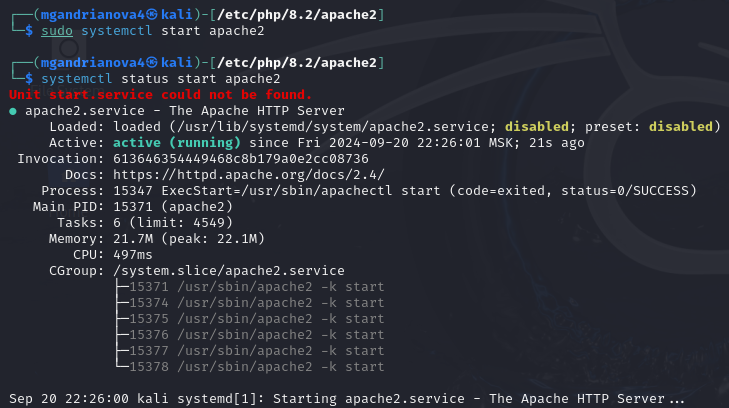 ┌──(mgandrianova4㉿kali)-[/etc/php/8.2/apache2]
└─$ sudo systemctl start apache2
┌──(mgandrianova4㉿kali)-[/etc/php/8.2/apache2]
└─$ systemctl status start apache2
Unit start.service could not be found.
● apache2.service - The Apache HTTP Server
Loaded: loaded (/usr/lib/systemd/system/apache2.service; disabled; preset: disabled)
Active: active (running) since Fri 2024-09-20 22:26:01 MSK; 21s ago
Invocation: 613646354449468c8b179a0e2cc08736
Docs: https://httpd.apache.org/docs/2.4/
Process: 15347 ExecStart=/usr/sbin/apachectl start (code=exited, status=0/SUCCESS)
Main PID: 15371 (apache2)
Tasks: 6 (limit: 4549)
Memory: 21.7M (peak: 22.1M)
CPU: 497ms
CGroup: /system.slice/apache2.service
├─15371 /usr/sbin/apache2 -k start
├─15374 /usr/sbin/apache2 -k start
├─15375 /usr/sbin/apache2 -k start
├─15376 /usr/sbin/apache2 -k start
├─15377 /usr/sbin/apache2 -k start
└─15378 /usr/sbin/apache2 -k start
Sep 20 22:26:00 kali systemd[1]: Starting apache2.service - The Apache HTTP Server...